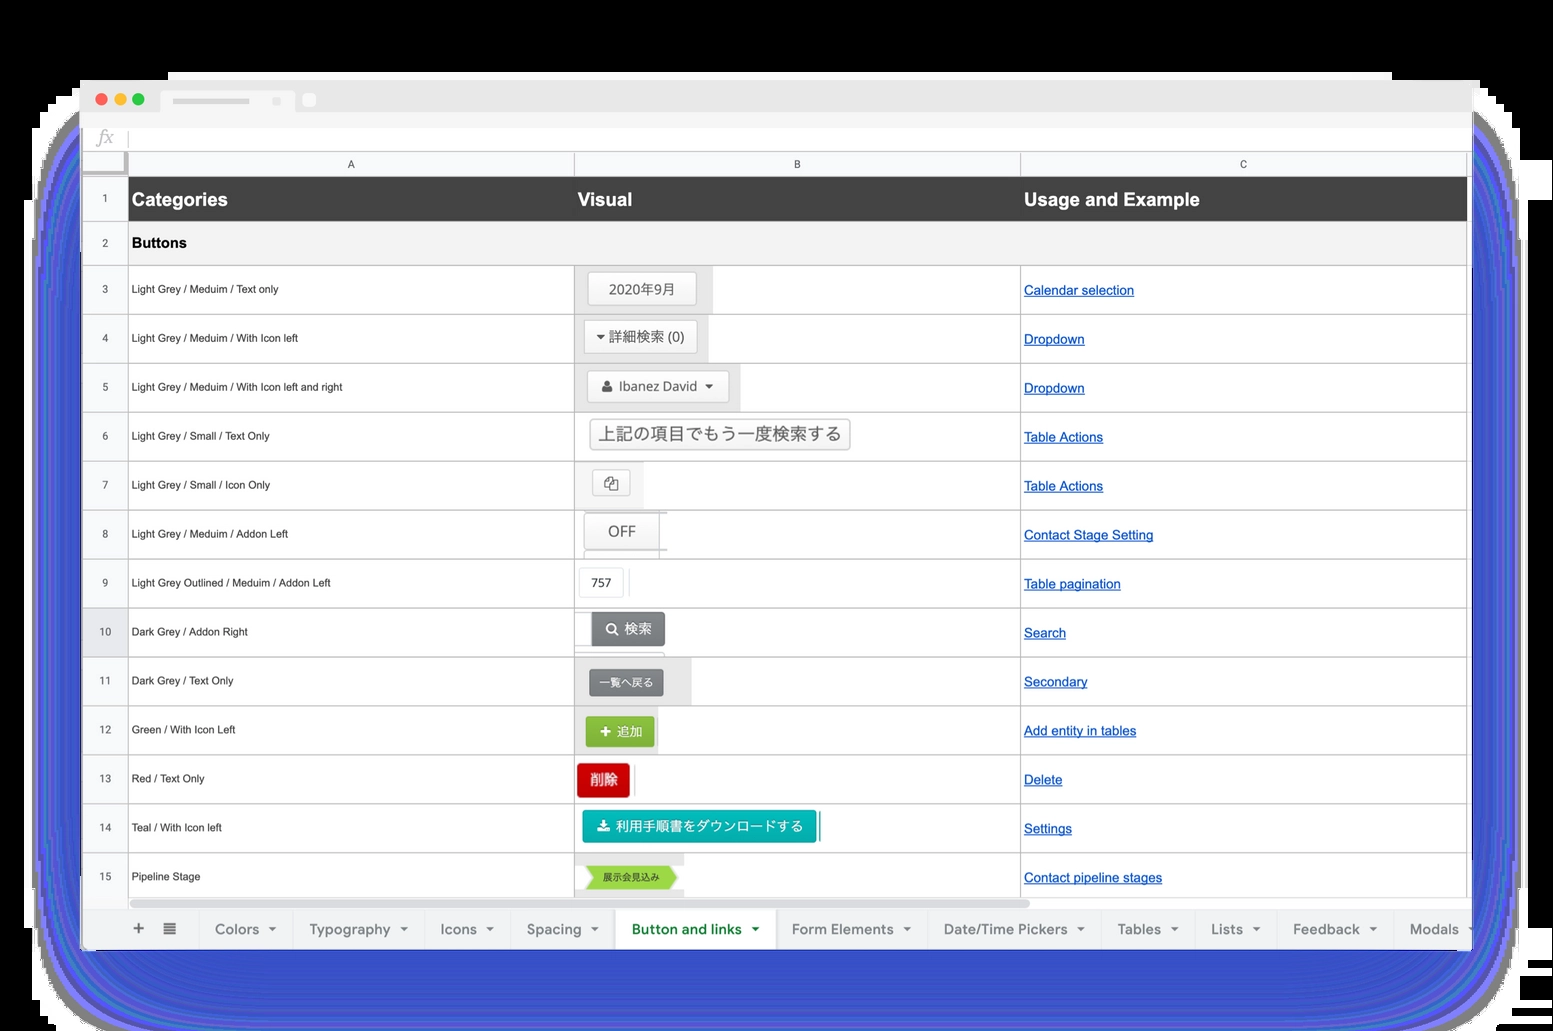 fx
A B C
1 Categories Visual Usage and Example
2 Buttons
3 Light Grey / Meduim / Text only 2020年9月 Calendar selection
4 Light Grey / Meduim / With Icon left 詳細検索 (0) Dropdown
5 Light Grey / Meduim / With Icon left and right Ibanez David Dropdown
6 Light Grey / Small / Text Only 上記の項目でもう一度検索する Table Actions
7 Light Grey / Small / Icon Only Table Actions
8 Light Grey / Meduim / Addon Left OFF Contact Stage Setting
9 Light Grey Outlined / Meduim / Addon Left 757 Table pagination
10 Dark Grey / Addon Right 検索 Search
11 Dark Grey / Text Only 一覧へ戻る Secondary
12 Green / With Icon Left 追加 Add entity in tables
13 Red / Text Only 削除 Delete
14 Teal / With Icon left 利用手順書をダウンロードする Settings
15 Pipeline Stage 展示会見込み Contact pipeline stages
+ Colors Typography Icons Spacing Button and links Form Elements Date/Time Pickers Tables Lists Feedback Modals